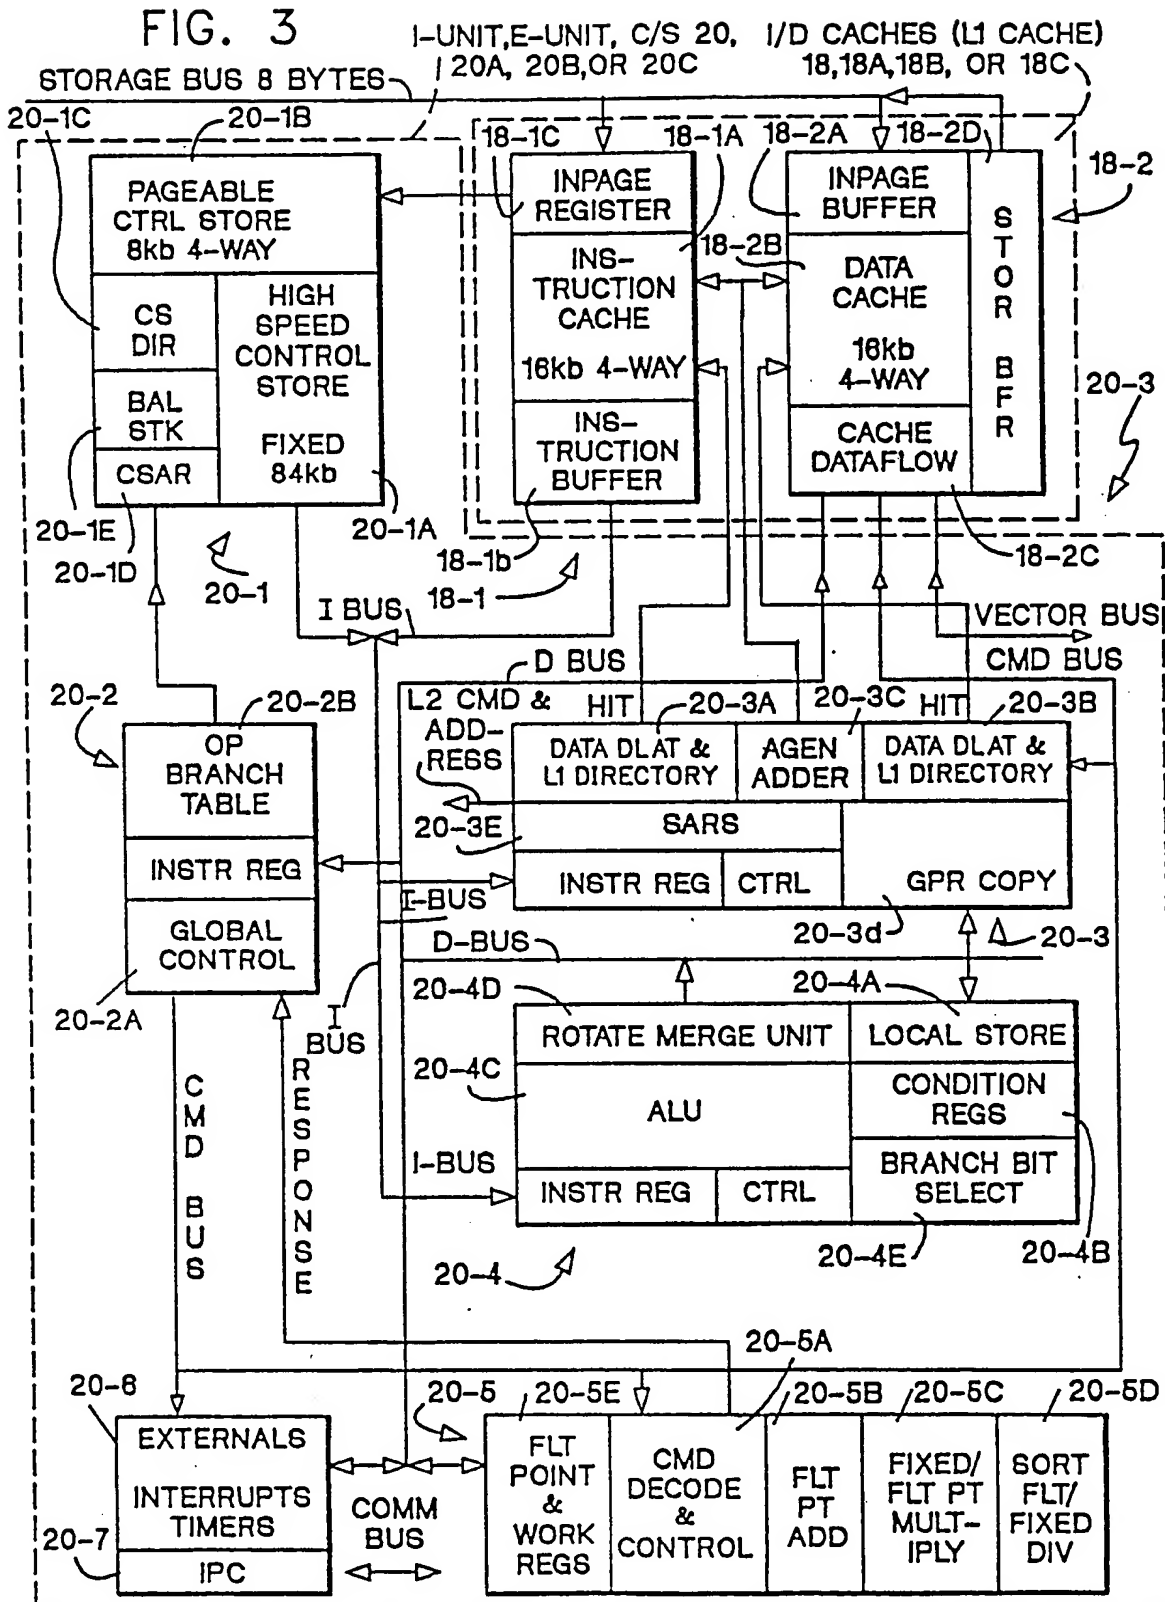 FIG. 3
I-UNIT,E-UNIT, C/S 20,
20A, 20B,OR 20C
I/D CACHES (L1 CACHE)
18,18A,18B, OR 18C
STORAGE BUS 8 BYTES
20-1C
20-1B
18-1C
18-1A
18-2A
18-2D
18-2
PAGEABLE
CTRL STORE
8kb 4-WAY
INPAGE
REGISTER
INPAGE
BUFFER
STOR BFR
18-2B
CS
DIR
HIGH
SPEED
CONTROL
STORE
FIXED
84kb
INS-
TRUCTION
CACHE
16kb 4-WAY
DATA
CACHE
16kb
4-WAY
20-3
BAL
STK
CSAR
INS-
TRUCTION
BUFFER
CACHE
DATAFLOW
20-1E
20-1D
20-1
20-1A
18-1b
18-1
18-2C
I BUS
VECTOR BUS
D BUS
CMD BUS
20-2
20-2B
L2 CMD &
ADD-
RESS
HIT
20-3A
20-3C
HIT
20-3B
OP
BRANCH
TABLE
DATA DLAT &
L1 DIRECTORY
AGEN
ADDER
DATA DLAT &
L1 DIRECTORY
20-3E
SARS
INSTR REG
INSTR REG
CTRL
GPR COPY
I-BUS
GLOBAL
CONTROL
D-BUS
20-3d
20-3
20-2A
20-4D
20-4A
I
BUS
ROTATE MERGE UNIT
LOCAL STORE
CMD BUS
RESPONSE
20-4C
ALU
CONDITION
REGS
I-BUS
INSTR REG
CTRL
BRANCH BIT
SELECT
20-4
20-4E
20-4B
20-5A
20-6
20-5
20-5E
20-5B
20-5C
20-5D
EXTERNALS
INTERRUPTS
TIMERS
COMM
BUS
FLT
POINT
&
WORK
REGS
CMD
DECODE
&
CONTROL
FLT
PT
ADD
FIXED/
FLT PT
MULT-
IPLY
SQRT
FLT/
FIXED
DIV
20-7
IPC